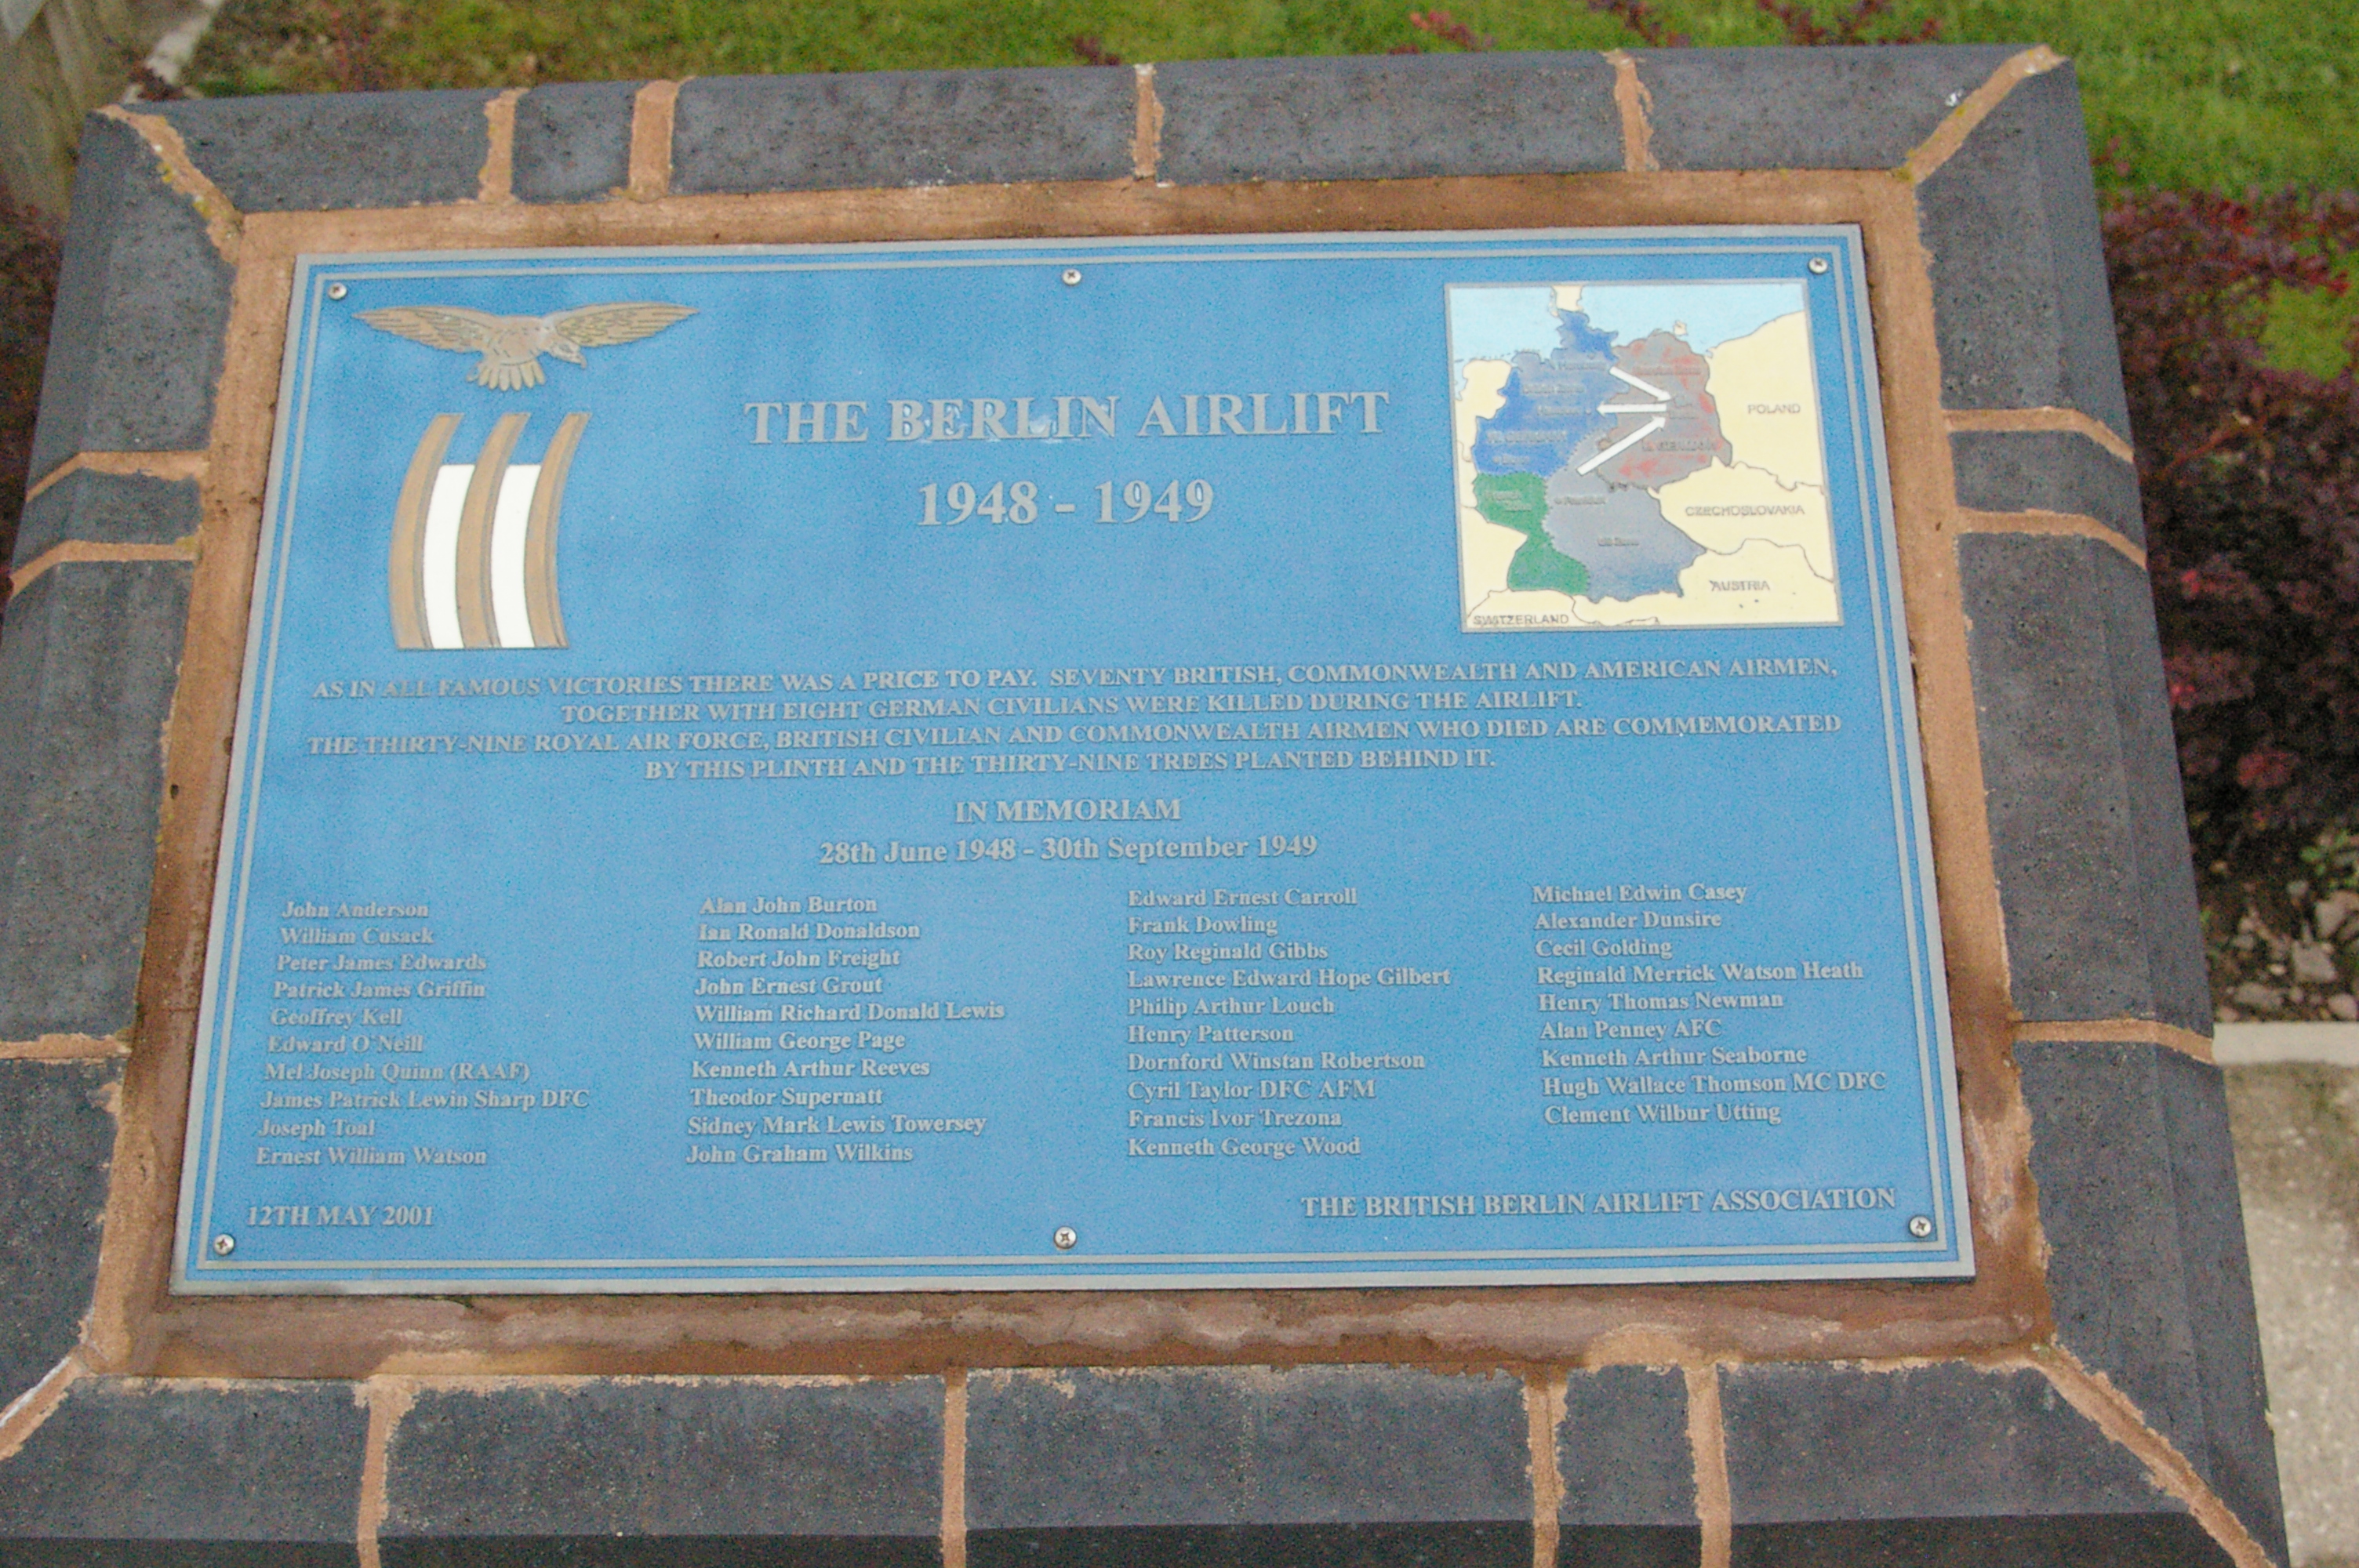 THE BERLIN AIRLIFT
1948 - 1949
POLAND
CZECHOSLOVAKIA
AUSTRIA
SWITZERLAND
AS IN ALL FAMOUS VICTORIES THERE WAS A PRICE TO PAY. SEVENTY BRITISH, COMMONWEALTH AND AMERICAN AIRMEN,
TOGETHER WITH EIGHT GERMAN CIVILIANS WERE KILLED DURING THE AIRLIFT.
THE THIRTY-NINE ROYAL AIR FORCE, BRITISH CIVILIAN AND COMMONWEALTH AIRMEN WHO DIED ARE COMMEMORATED
BY THIS PLINTH AND THE THIRTY-NINE TREES PLANTED BEHIND IT.
IN MEMORIAM
28th June 1948 - 30th September 1949
John Anderson
William Cusack
Peter James Edwards
Patrick James Griffin
Geoffrey Kell
Edward O'Neill
Mel Joseph Quinn (RAAF)
James Patrick Lewin Sharp DFC
Joseph Toal
Ernest William Watson
Alan John Burton
Ian Ronald Donaldson
Robert John Freight
John Ernest Grout
William Richard Donald Lewis
William George Page
Kenneth Arthur Reeves
Theodor Supernatt
Sidney Mark Lewis Towersey
John Graham Wilkins
Edward Ernest Carroll
Frank Dowling
Roy Reginald Gibbs
Lawrence Edward Hope Gilbert
Philip Arthur Louch
Henry Patterson
Dornford Winstan Robertson
Cyril Taylor DFC AFM
Francis Ivor Trezona
Kenneth George Wood
Michael Edwin Casey
Alexander Dunsire
Cecil Golding
Reginald Merrick Watson Heath
Henry Thomas Newman
Alan Penney AFC
Kenneth Arthur Seaborne
Hugh Wallace Thomson MC DFC
Clement Wilbur Utting
12TH MAY 2001
THE BRITISH BERLIN AIRLIFT ASSOCIATION